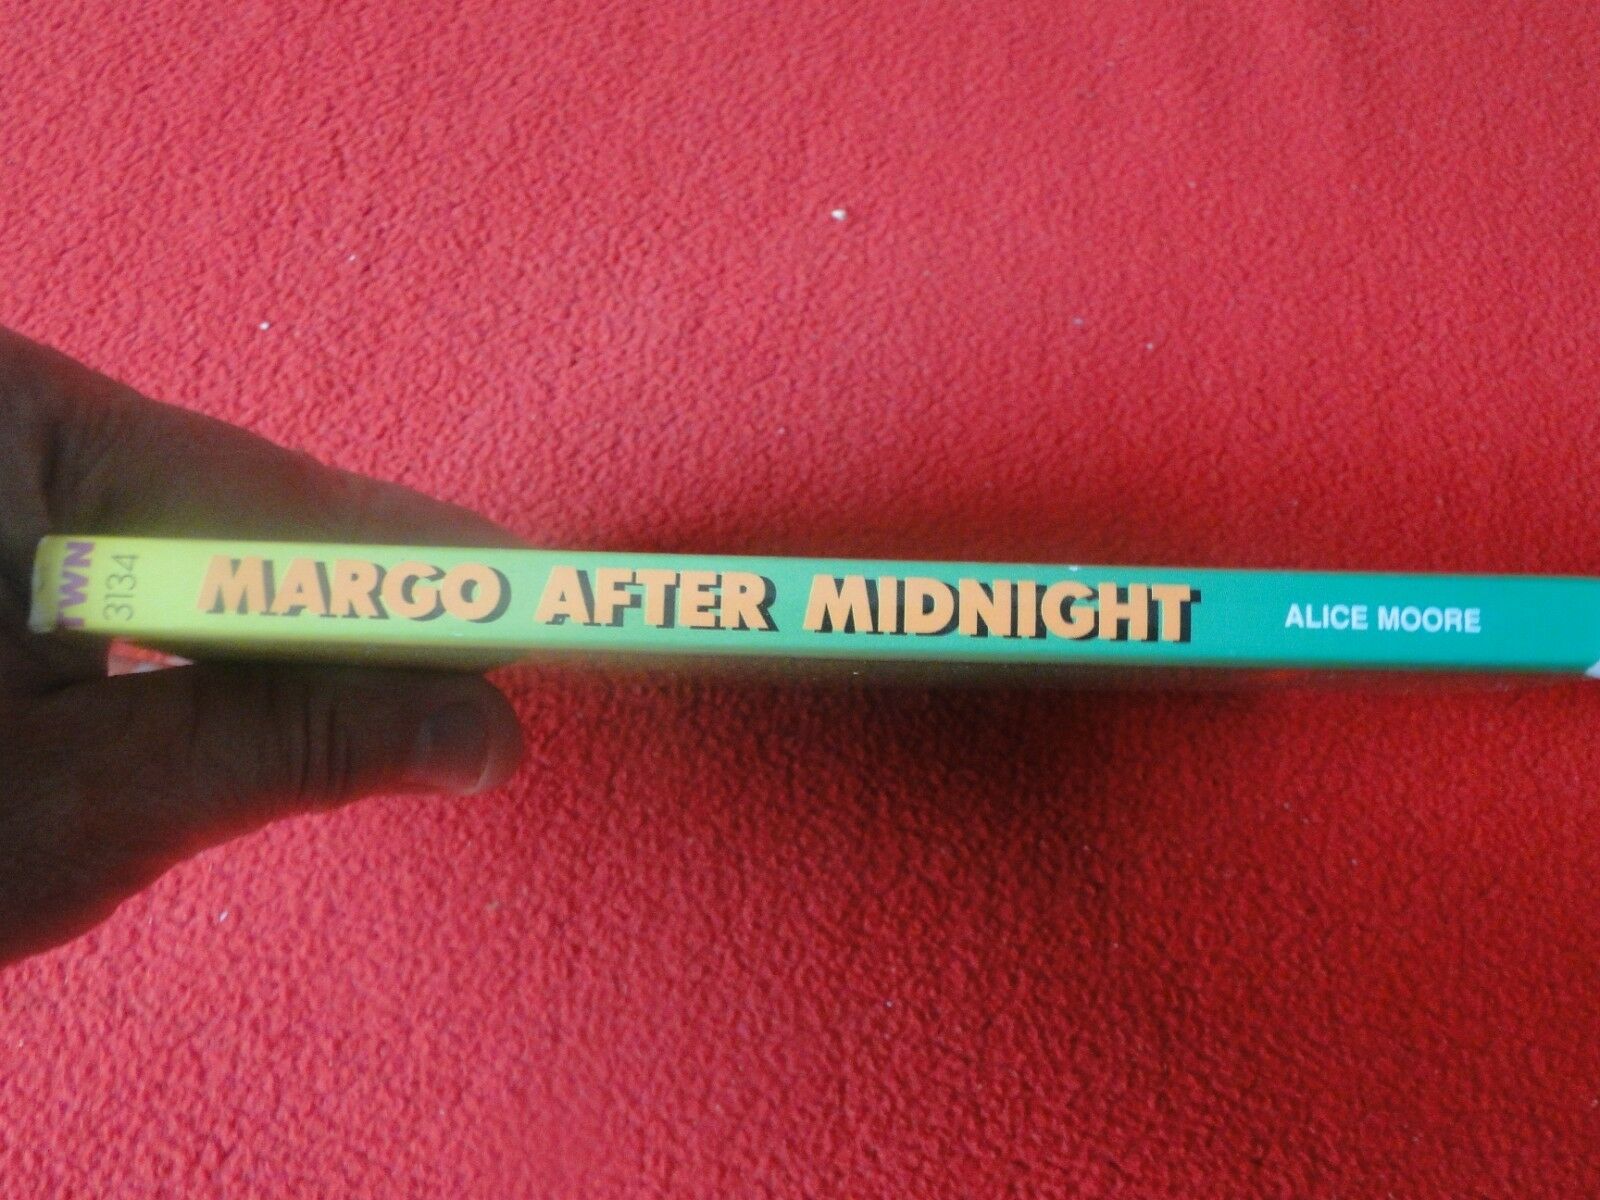 TWN
3134
MARGO AFTER MIDNIGHT
ALICE MOORE